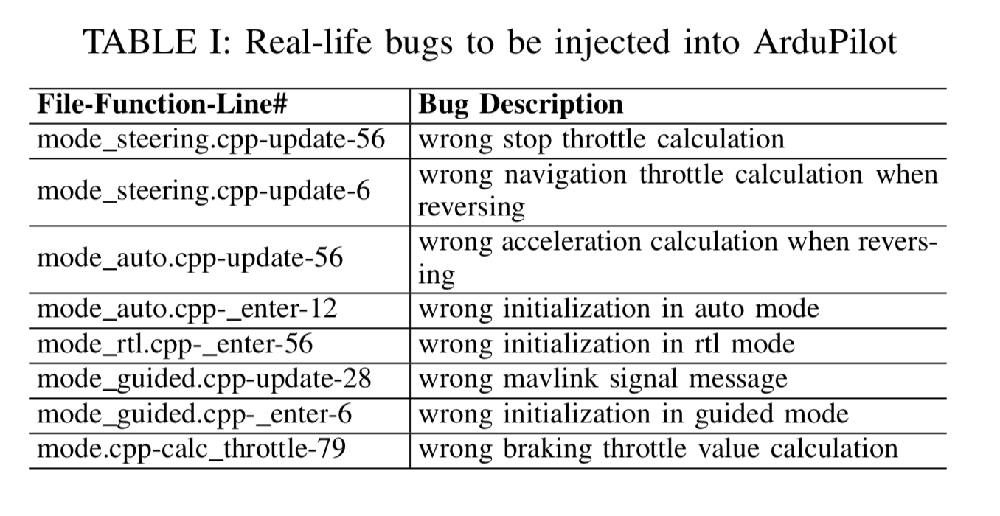 TABLE I: Real-life bugs to be injected into ArduPilot
File-Function-Line# Bug Description
mode_steering.cpp-update-56 wrong stop throttle calculation
mode_steering.cpp-update-6 wrong navigation throttle calculation when
reversing
mode_auto.cpp-update-56 wrong acceleration calculation when revers-
ing
mode_auto.cpp-_enter-12 wrong initialization in auto mode
mode_rtl.cpp-_enter-56 wrong initialization in rtl mode
mode_guided.cpp-update-28 wrong mavlink signal message
mode_guided.cpp-_enter-6 wrong initialization in guided mode
mode.cpp-calc_throttle-79 wrong braking throttle value calculation